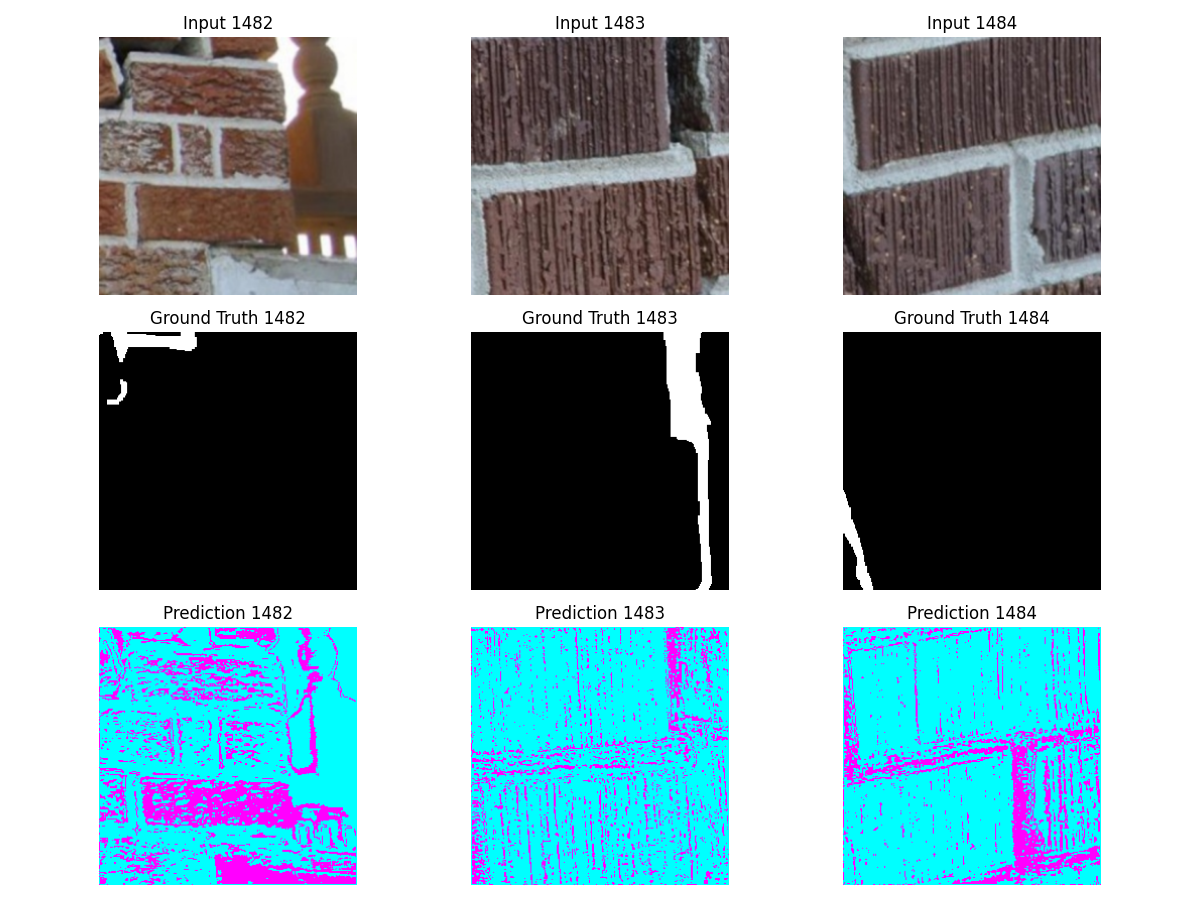 Input 1482
Input 1483
Input 1484
Ground Truth 1482
Ground Truth 1483
Ground Truth 1484
Prediction 1482
Prediction 1483
Prediction 1484